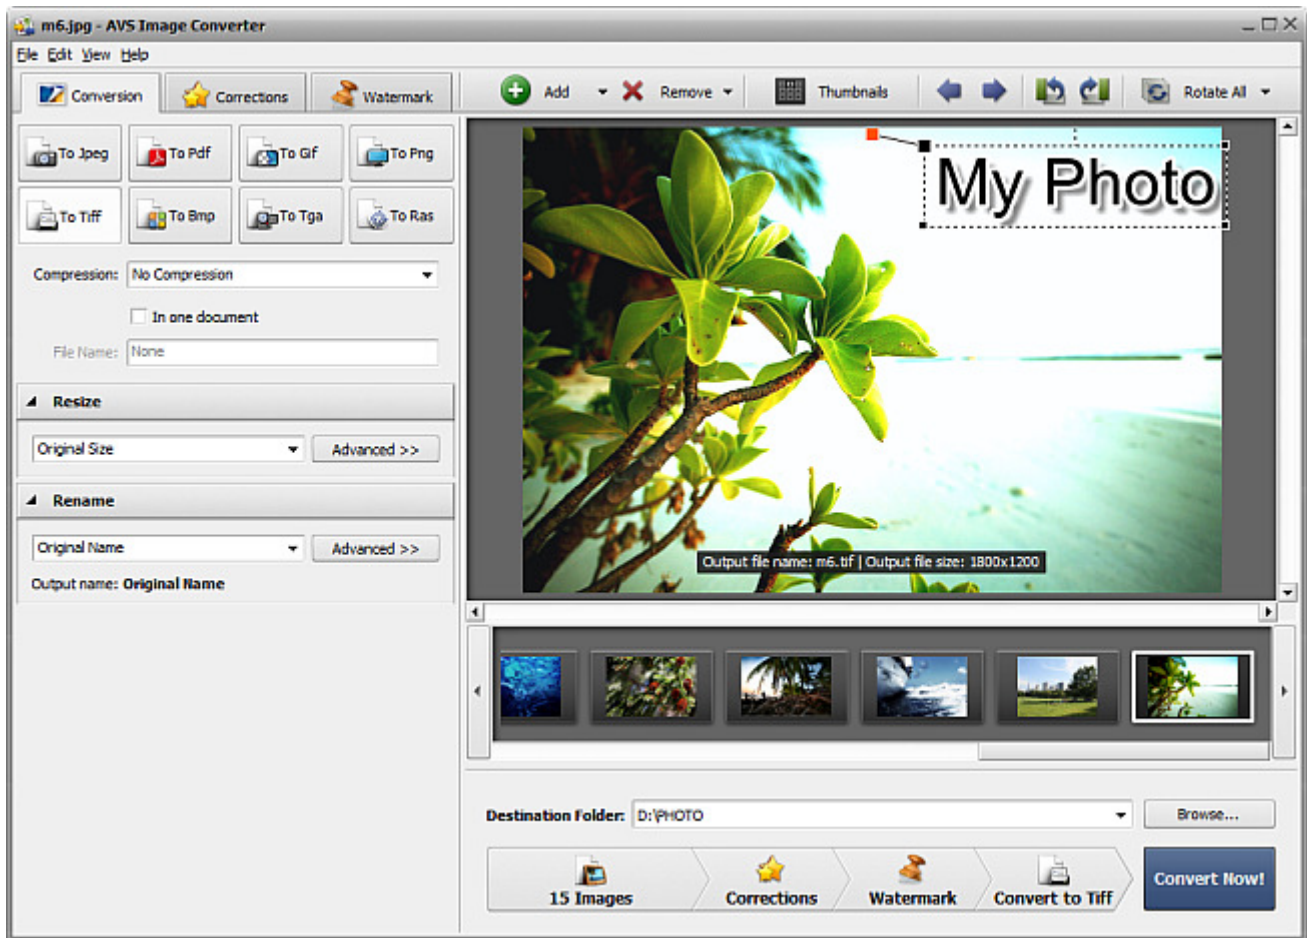 m6.jpg - AVS Image Converter
File Edit View Help
Conversion Corrections Watermark
Add Remove Thumbnails Rotate All
To Jpeg To Pdf To Gif To Png
To Tiff To Bmp To Tga To Ras
Compression: No Compression
In one document
File Name: None
Resize
Original Size Advanced >>
Rename
Original Name Advanced >>
Output name: Original Name
My Photo
Output file name: m6.tif | Output file size: 1800x1200
Destination Folder: D:\PHOTO Browse...
15 Images Corrections Watermark Convert to Tiff Convert Now!